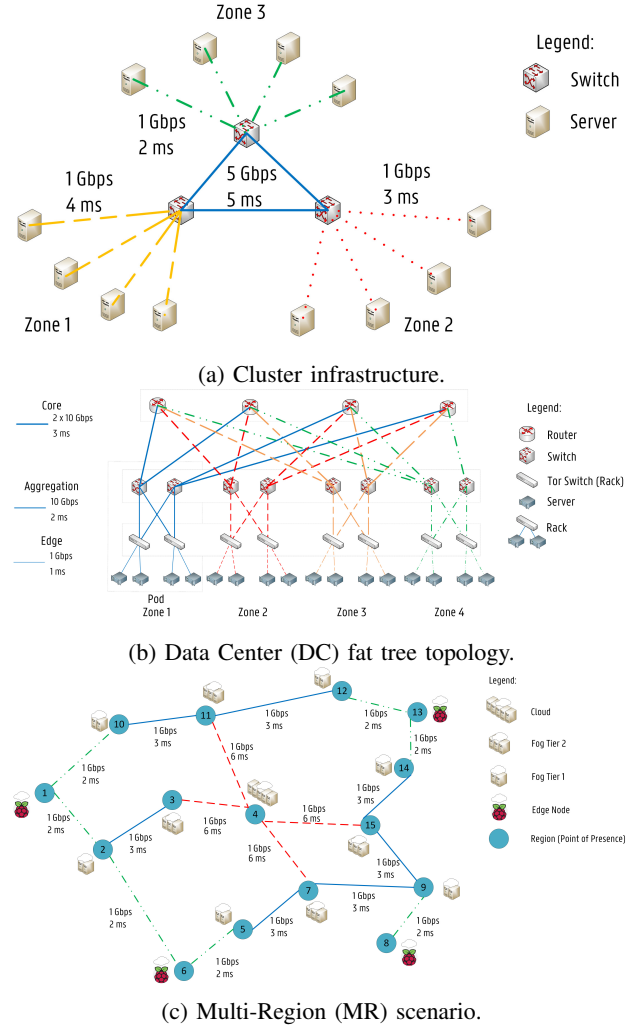 Zone 3
Legend:
Switch
Server
1 Gbps
2 ms
5 Gbps
5 ms
1 Gbps
3 ms
1 Gbps
4 ms
Zone 1
Zone 2
(a) Cluster infrastructure.
Core
2 x 10 Gbps
3 ms
Aggregation
10 Gbps
2 ms
Edge
1 Gbps
1 ms
Legend:
Router
Switch
Tor Switch (Rack)
Server
Rack
Pod
Zone 1
Zone 2
Zone 3
Zone 4
(b) Data Center (DC) fat tree topology.
Legend:
Cloud
Fog Tier 2
Fog Tier 1
Edge Node
Region (Point of Presence)
12
13
11
10
1 Gbps
3 ms
1 Gbps
3 ms
1 Gbps
2 ms
1 Gbps
2 ms
14
1 Gbps
2 ms
1 Gbps
6 ms
1
3
4
15
1 Gbps
3 ms
1 Gbps
2 ms
1 Gbps
6 ms
1 Gbps
6 ms
2
1 Gbps
3 ms
1 Gbps
6 ms
1 Gbps
3 ms
7
9
1 Gbps
2 ms
5
1 Gbps
3 ms
1 Gbps
3 ms
1 Gbps
2 ms
8
6
1 Gbps
2 ms
(c) Multi-Region (MR) scenario.